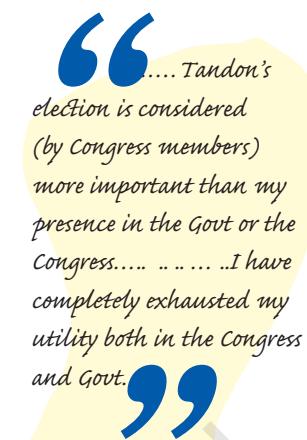 “..... Tandon's
election is considered
(by Congress members)
more important than my
presence in the Govt or the
Congress..... .. .. ... ..I have
completely exhausted my
utility both in the Congress
and Govt.”